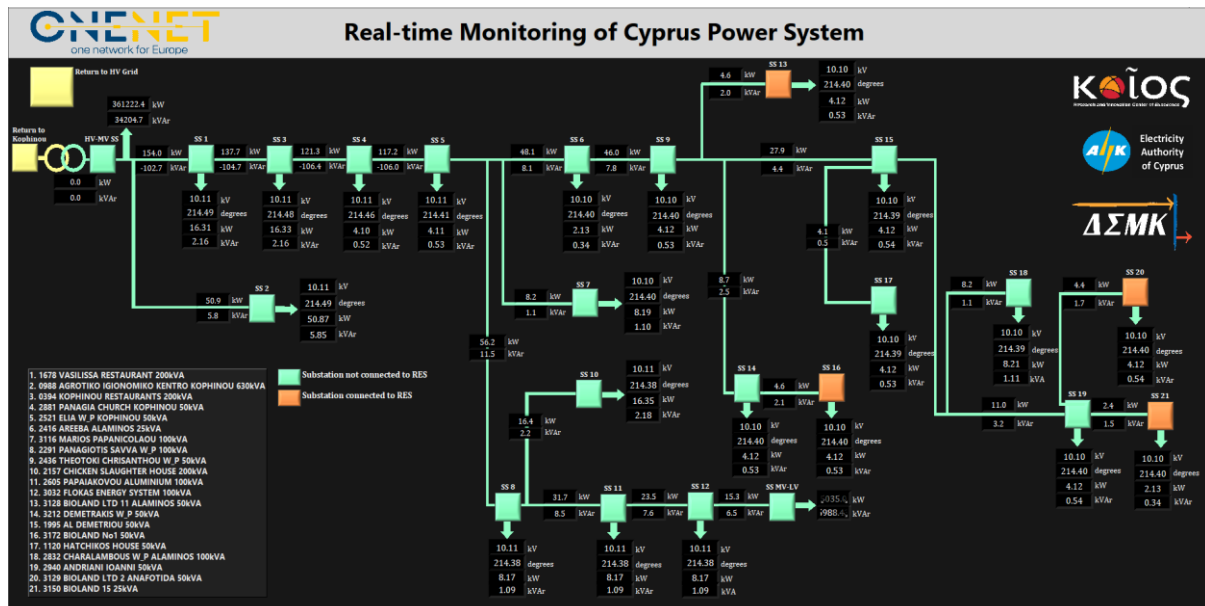 ONENET
one network for Europe
Real-time Monitoring of Cyprus Power System
Return to HV Grid
361222.4 kW
34204.7 kVAr
Return to Kophinou
HV-MV SS
0.0 kW
0.0 kVAr
154.0 kW
-102.7 kVAr
SS 1
10.11 kV
214.49 degrees
16.31 kW
2.16 kVAr
137.7 kW
-104.7 kVAr
SS 3
10.11 kV
214.48 degrees
16.33 kW
2.16 kVAr
121.3 kW
-106.4 kVAr
SS 4
10.11 kV
214.46 degrees
4.10 kW
0.52 kVAr
117.2 kW
-106.0 kVAr
SS 5
10.11 kV
214.41 degrees
4.11 kW
0.53 kVAr
48.1 kW
8.1 kVAr
SS 6
10.10 kV
214.40 degrees
2.13 kW
0.34 kVAr
46.0 kW
7.8 kVAr
SS 9
10.10 kV
214.40 degrees
4.12 kW
0.53 kVAr
4.6 kW
2.0 kVAr
SS 13
10.10 kV
214.40 degrees
4.12 kW
0.53 kVAr
27.9 kW
4.4 kVAr
SS 15
10.10 kV
214.39 degrees
4.12 kW
0.54 kVAr
ΚΟΙΟΣ
Research and Innovation Center of Excellence
ΑΗΚ
Electricity
Authority
of Cyprus
ΔΣΜΚ
50.9 kW
5.8 kVAr
SS 2
10.11 kV
214.49 degrees
50.87 kW
5.85 kVAr
8.2 kW
1.1 kVAr
SS 7
10.10 kV
214.40 degrees
8.19 kW
1.10 kVAr
8.7 kW
2.5 kVAr
4.1 kW
0.5 kVAr
SS 17
10.10 kV
214.39 degrees
4.12 kW
0.53 kVAr
8.2 kW
1.1 kVAr
SS 18
10.10 kV
214.39 degrees
8.21 kW
1.11 kVA
4.4 kW
1.7 kVAr
SS 20
10.10 kV
214.40 degrees
4.12 kW
0.54 kVAr
56.2 kW
11.5 kVAr
SS 10
10.11 kV
214.38 degrees
16.35 kW
2.18 kVAr
16.4 kW
2.2 kVAr
SS 14
10.10 kV
214.40 degrees
4.12 kW
0.53 kVAr
4.6 kW
2.1 kVAr
SS 16
10.10 kV
214.40 degrees
4.12 kW
0.53 kVAr
11.0 kW
3.2 kVAr
SS 19
10.10 kV
214.40 degrees
4.12 kW
0.54 kVAr
2.4 kW
1.5 kVAr
SS 21
10.10 kV
214.40 degrees
2.13 kW
0.34 kVAr
SS 8
10.11 kV
214.38 degrees
8.17 kW
1.09 kVAr
31.7 kW
8.5 kVAr
SS 11
10.11 kV
214.38 degrees
8.17 kW
1.09 kVAr
23.5 kW
7.6 kVAr
SS 12
10.11 kV
214.38 degrees
8.17 kW
1.09 kVA
15.3 kW
6.5 kVAr
SS MV-LV
kW
kVAr
Substation not connected to RES
Substation connected to RES
1. 1678 VASILISSA RESTAURANT 200kVA
2. 0988 AGROTIKO IGIONOMIKO KENTRO KOPHINOU 630kVA
3. 0394 KOPHINOU RESTAURANTS 200kVA
4. 2881 PANAGIA CHURCH KOPHINOU 50kVA
5. 2521 ELIA W_P KOPHINOU 50kVA
6. 2416 AREEBA ALAMINOS 25kVA
7. 3116 MARIOS PAPANICOLAOU 100kVA
8. 2291 PANAGIOTIS SAVVA W_P 100kVA
9. 2436 THEOTOKI CHRISANTHOU W_P 50kVA
10. 2157 CHICKEN SLAUGHTER HOUSE 200kVA
11. 2605 PAPAIAKOVOU ALUMINIUM 100kVA
12. 3032 FLOKAS ENERGY SYSTEM 100kVA
13. 3128 BIOLAND LTD 11 ALAMINOS 50kVA
14. 3212 DEMETRAKIS W_P 50kVA
15. 1995 AL DEMETRIOU 50kVA
16. 3172 BIOLAND No1 50kVA
17. 1120 HATCHIKOS HOUSE 50kVA
18. 2832 CHARALAMBOUS W_P ALAMINOS 100kVA
19. 2940 ANDRIANI IOANNI 50kVA
20. 3129 BIOLAND LTD 2 ANAFOTIDA 50kVA
21. 3150 BIOLAND 15 25kVA